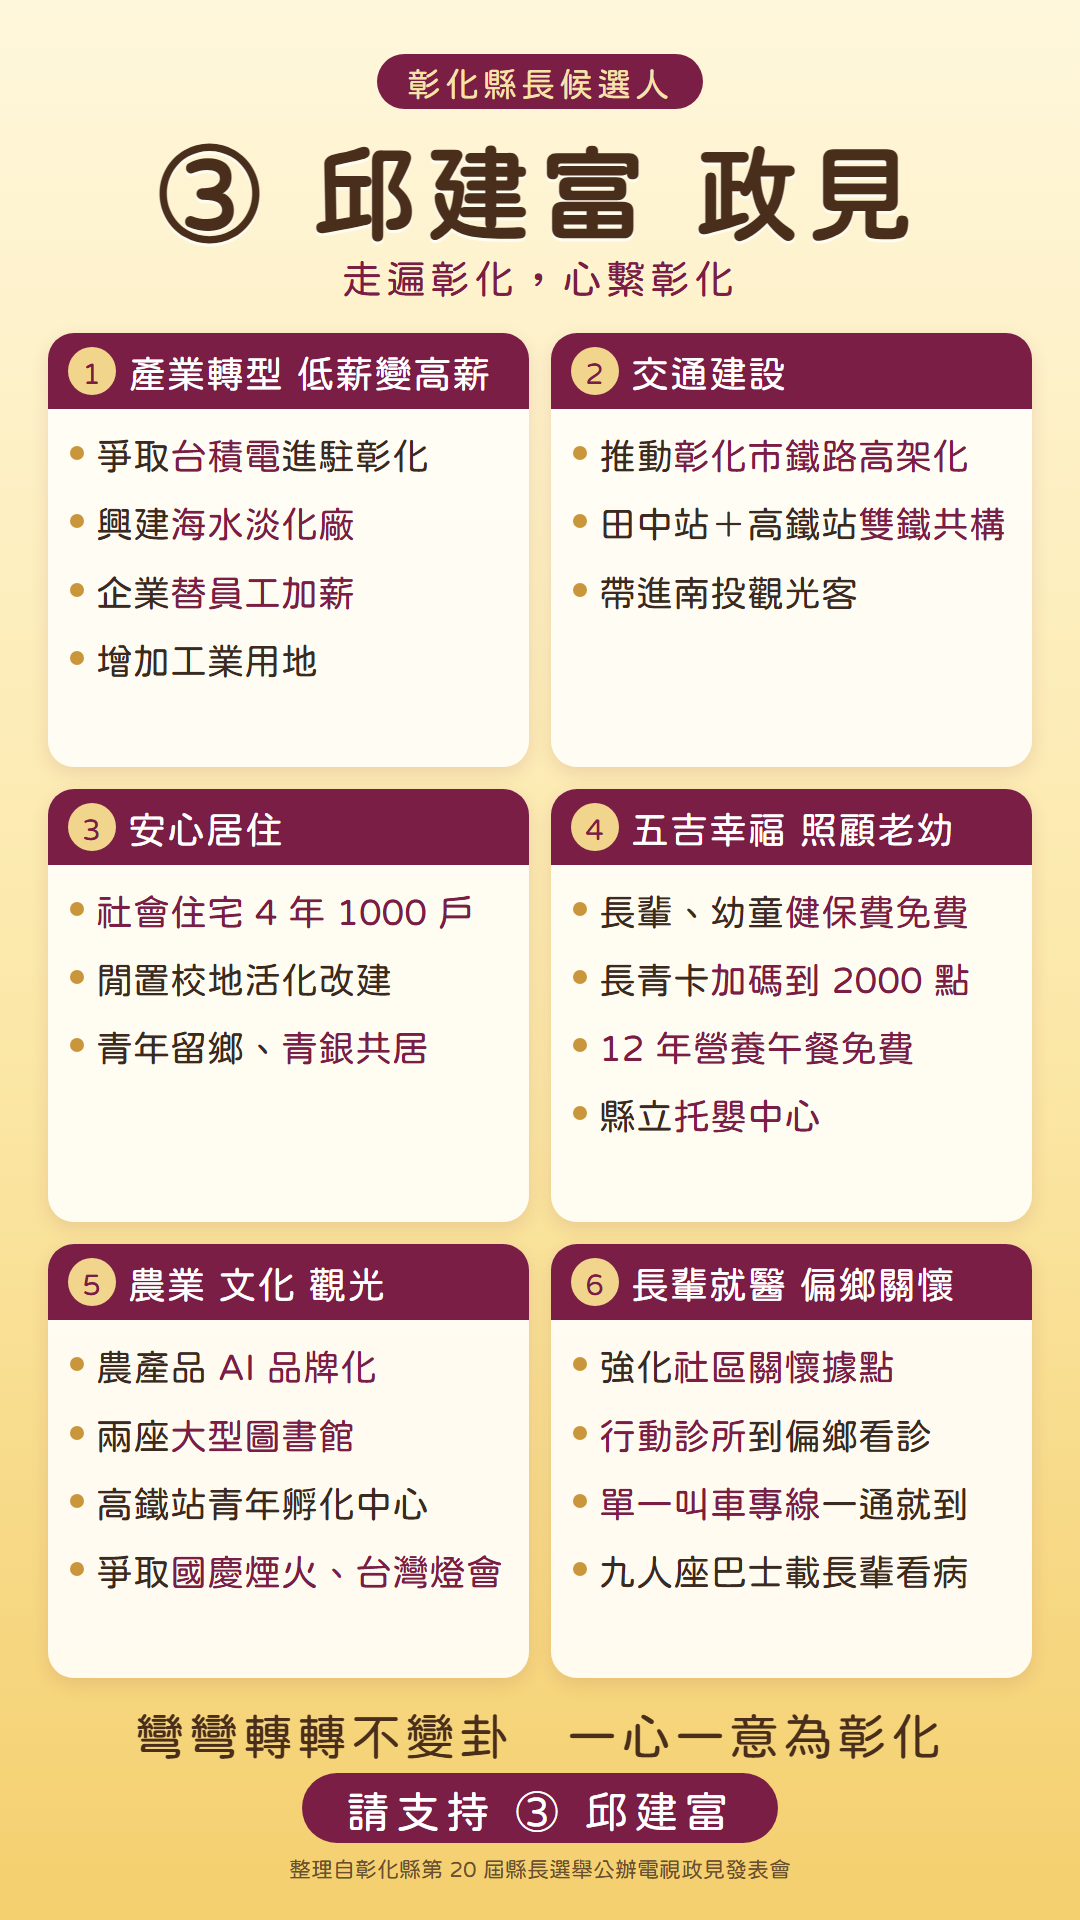 彰化縣長候選人
③ 邱建富 政見
走遍彰化，心繫彰化
1 產業轉型 低薪變高薪
爭取台積電進駐彰化
興建海水淡化廠
企業替員工加薪
增加工業用地
2 交通建設
推動彰化市鐵路高架化
田中站＋高鐵站雙鐵共構
帶進南投觀光客
3 安心居住
社會住宅 4 年 1000 戶
閒置校地活化改建
青年留鄉、青銀共居
4 五吉幸福 照顧老幼
長輩、幼童健保費免費
長青卡加碼到 2000 點
12 年營養午餐免費
縣立托嬰中心
5 農業 文化 觀光
農產品 AI 品牌化
兩座大型圖書館
高鐵站青年孵化中心
爭取國慶煙火、台灣燈會
6 長輩就醫 偏鄉關懷
強化社區關懷據點
行動診所到偏鄉看診
單一叫車專線一通就到
九人座巴士載長輩看病
彎彎轉轉不變卦　一心一意為彰化
請支持 ③ 邱建富
整理自彰化縣第 20 屆縣長選舉公辦電視政見發表會